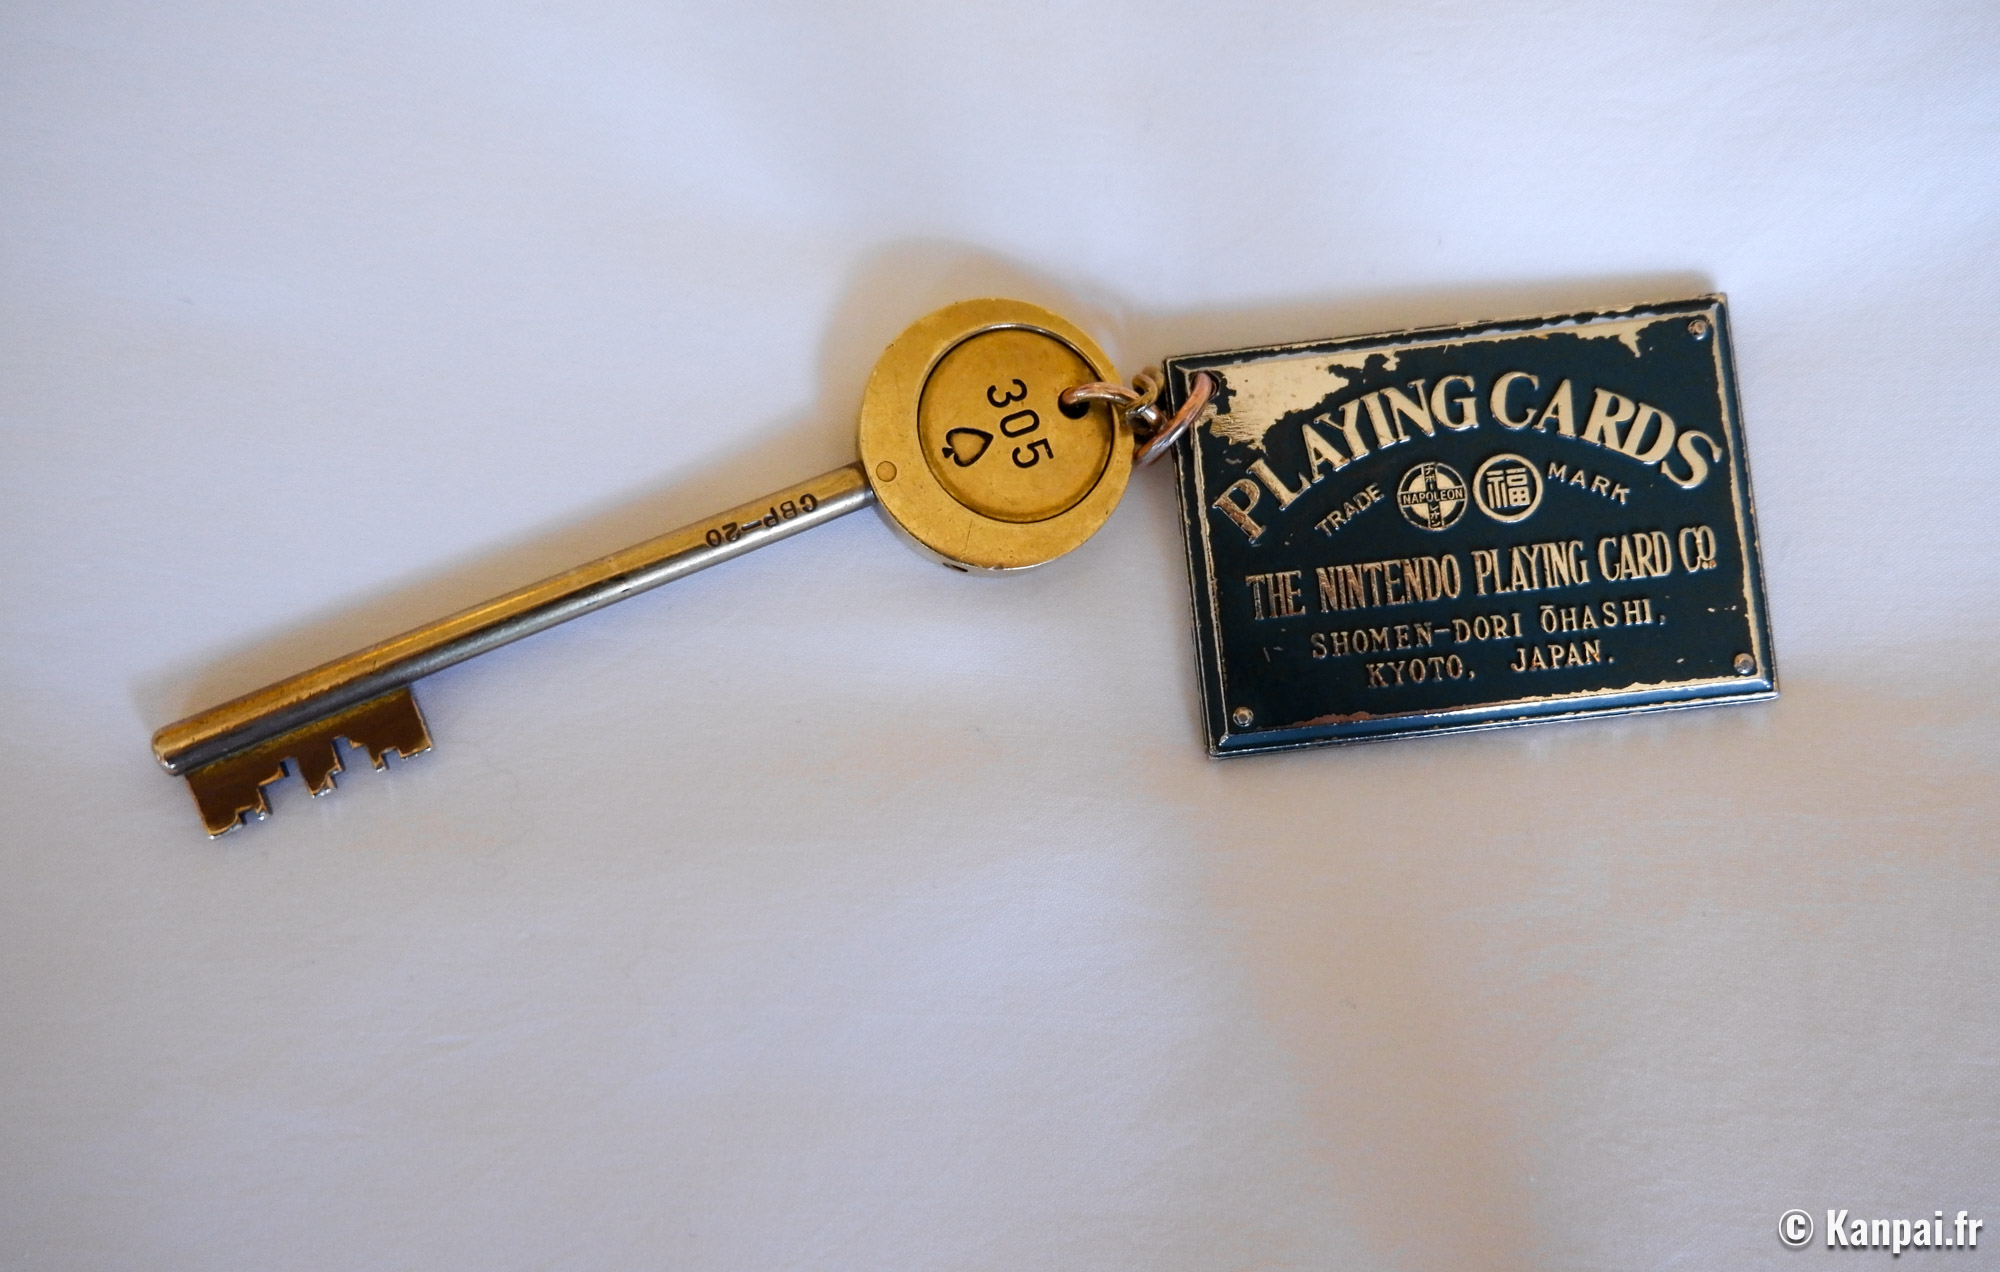 305
GBP-20
PLAYING CARDS
TRADE NAPOLEON 福 MARK
THE NINTENDO PLAYING CARD CO.
SHOMEN-DORI ŌHASHI,
KYOTO, JAPAN.
© Kanpai.fr